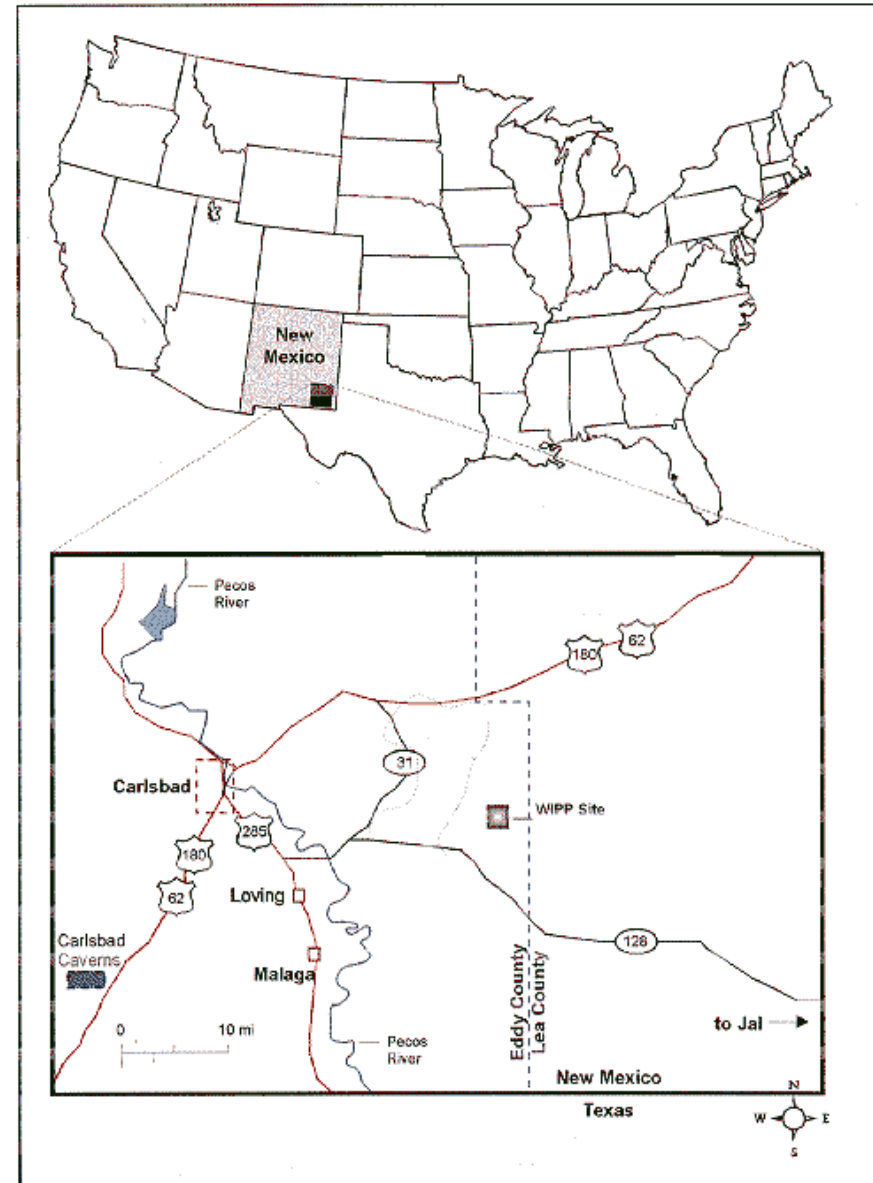 New
Mexico
Pecos
River
180
62
31
Carlsbad
WIPP Site
285
180
62
Loving
Carlsbad
Caverns
Malaga
128
Eddy County
Lea County
0 10 mi
to Jal
Pecos
River
New Mexico
Texas
N
W E
S